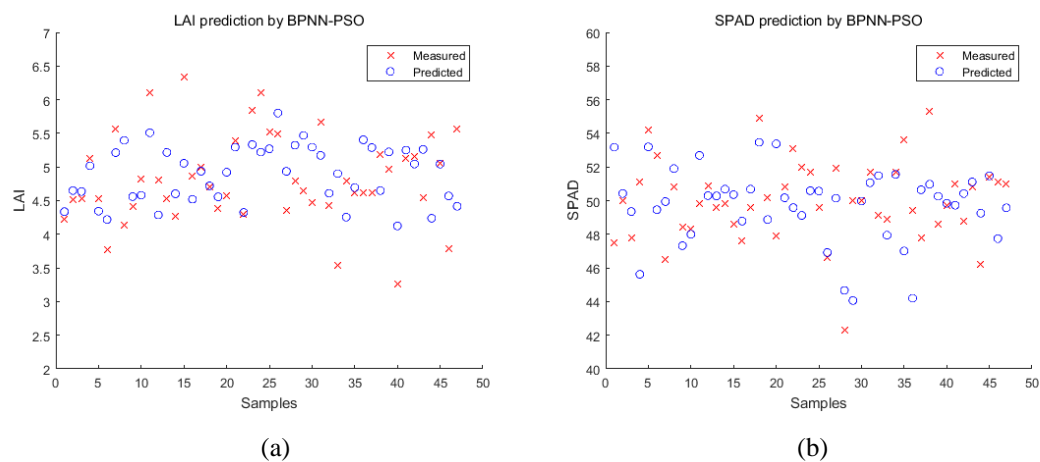 LAI prediction by BPNN-PSO
7
6.5
6
5.5
5
4.5
4
3.5
3
2.5
2
LAI
0 5 10 15 20 25 30 35 40 45 50
Samples
Measured
Predicted
(a)
SPAD prediction by BPNN-PSO
60
58
56
54
52
50
48
46
44
42
40
SPAD
0 5 10 15 20 25 30 35 40 45 50
Samples
Measured
Predicted
(b)